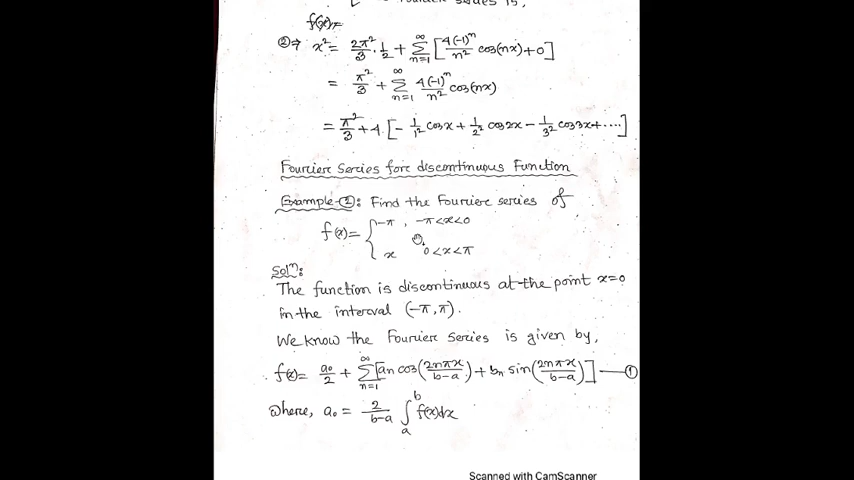 Fourier series is,
f(x)=
②⇒ x² = 2π²/3 · 1/2 + ∑_{n=1}^{∞} [ 4(-1)ⁿ/n² cos(nx) + 0 ]
= π²/3 + ∑_{n=1}^{∞} 4(-1)ⁿ/n² cos(nx)
= π²/3 + 4 [ - 1/1² cos x + 1/2² cos 2x - 1/3² cos 3x + .... ]
Fourier Series for discontinuous Function
Example-②: Find the Fourier series of
f(x) = { -π , -π<x<0
x 0<x<π
Solⁿ:
The function is discontinuous at the point x=0
in the interval (-π, π).
We know the Fourier Series is given by,
f(x) = a₀/2 + ∑_{n=1}^{∞} [ an cos(2nπx/b-a) + bn sin(2nπx/b-a) ] —— ①
where, a₀ = 2/b-a ∫_a^b f(x)dx
Scanned with CamScanner